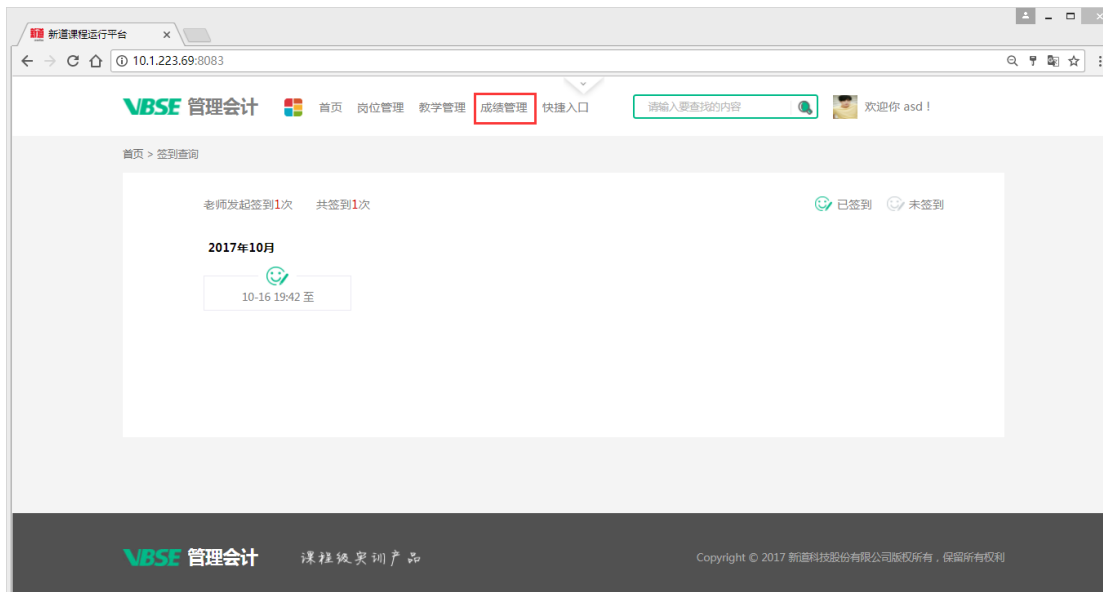 新道课程运行平台
10.1.223.69:8083
VBSE 管理会计 首页 岗位管理 教学管理 成绩管理 快捷入口 请输入要查找的内容 欢迎你 asd !
首页 > 签到查询
老师发起签到1次 共签到1次 已签到 未签到
2017年10月
10-16 19:42 至
VBSE 管理会计 课程级实训产品 Copyright © 2017 新道科技股份有限公司版权所有，保留所有权利